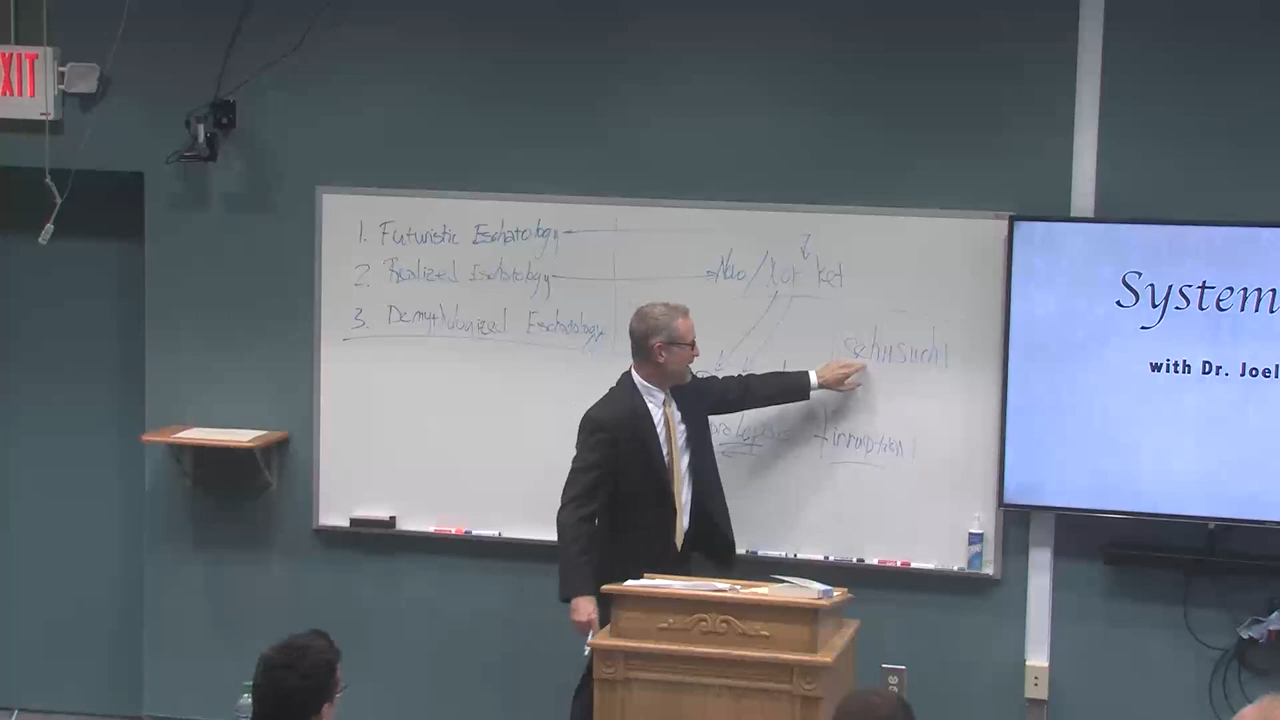 EXIT
1. Futuristic Eschatology
2. Realized Eschatology
Now / Not Yet
3. Demythologized Eschatology
sehnsucht
prolepsis
irruption
System
with Dr. Joel